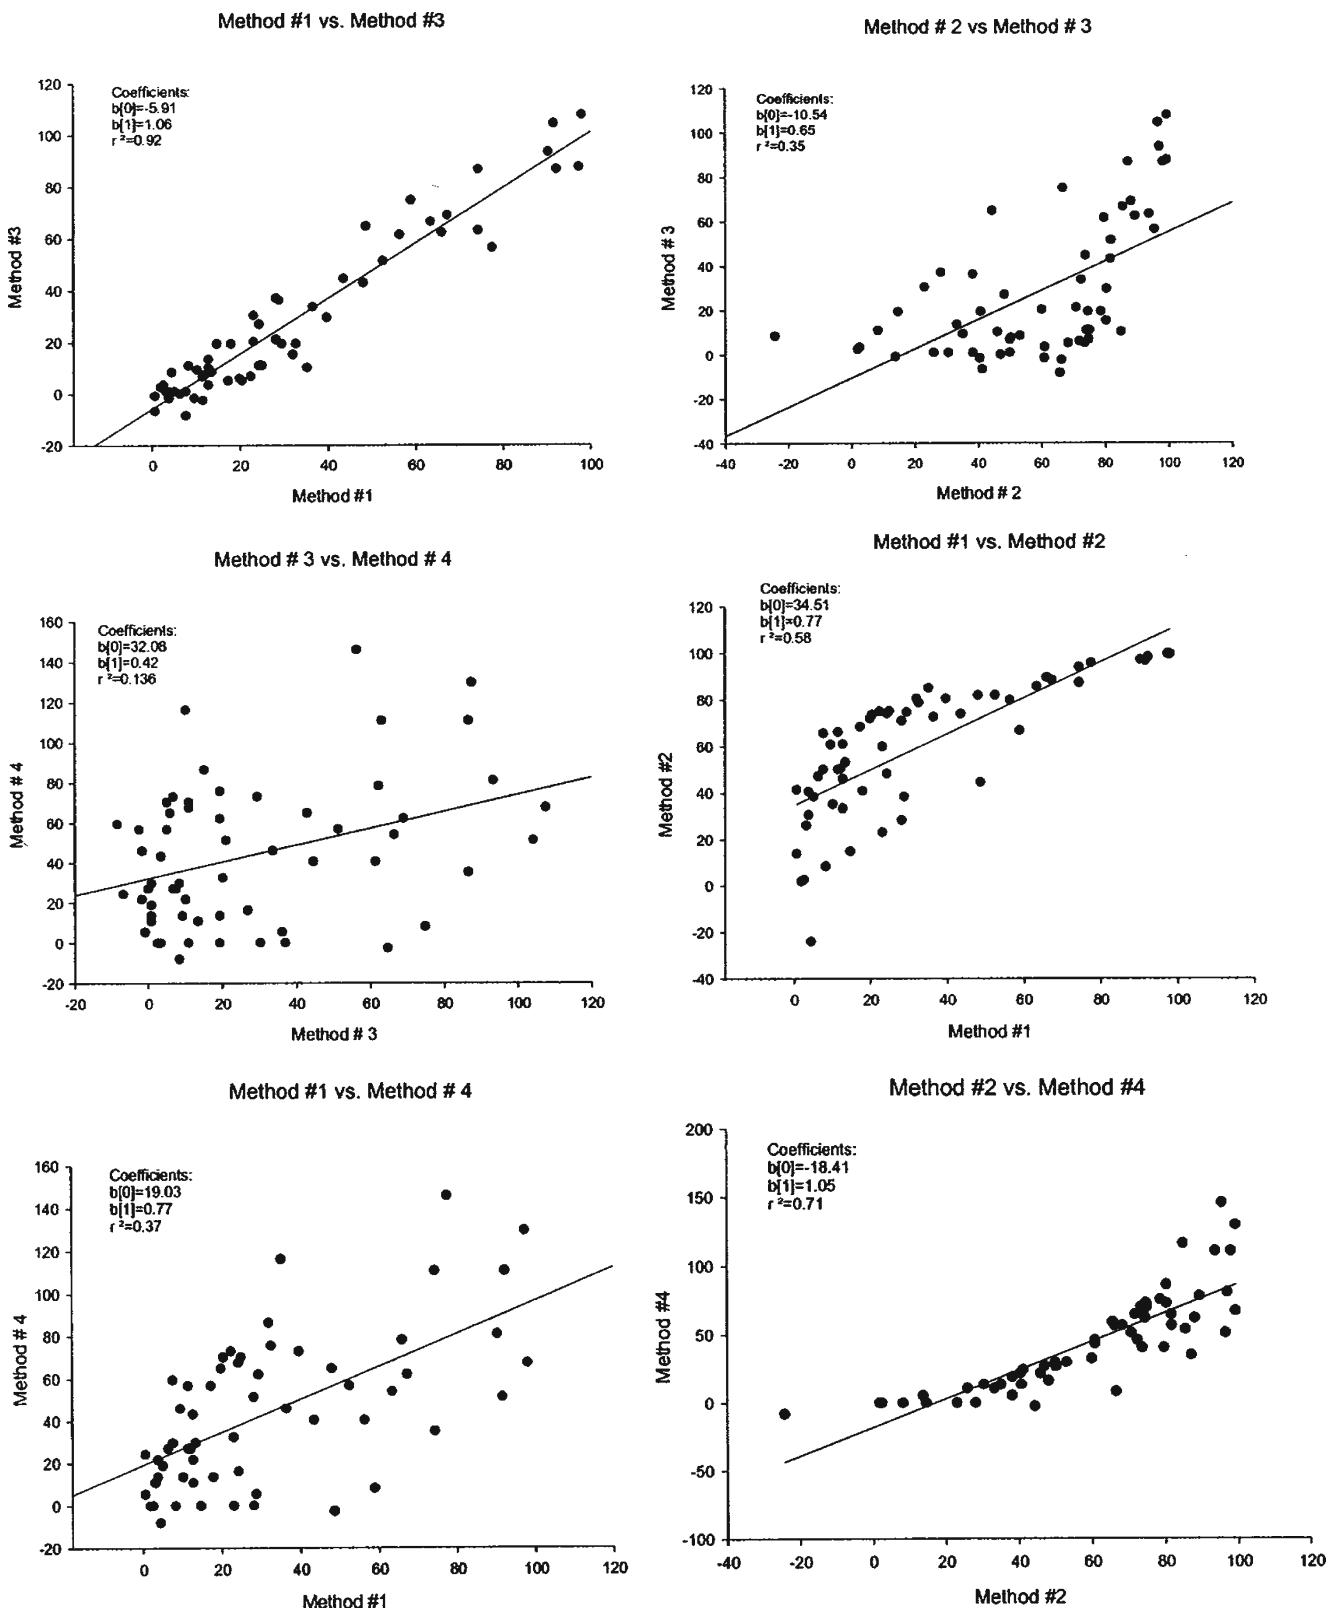 Method #1 vs. Method #3
Coefficients:
b[0]=-5.91
b[1]=1.06
r ²=0.92
120
100
80
60
40
20
0
-20
0 20 40 60 80 100
Method #3
Method #1
Method # 2 vs Method # 3
Coefficients:
b[0]=-10.54
b[1]=0.65
r ²=0.35
120
100
80
60
40
20
0
-20
-40
-40 -20 0 20 40 60 80 100 120
Method # 3
Method # 2
Method # 3 vs. Method # 4
Coefficients:
b[0]=32.08
b[1]=0.42
r ²=0.136
160
140
120
100
80
60
40
20
0
-20
-20 0 20 40 60 80 100 120
Method # 4
Method # 3
Method #1 vs. Method #2
Coefficients:
b[0]=34.51
b[1]=0.77
r ²=0.58
120
100
80
60
40
20
0
-20
-40
0 20 40 60 80 100 120
Method #2
Method #1
Method #1 vs. Method # 4
Coefficients:
b[0]=19.03
b[1]=0.77
r ²=0.37
160
140
120
100
80
60
40
20
0
-20
0 20 40 60 80 100 120
Method # 4
Method #1
Method #2 vs. Method #4
Coefficients:
b[0]=-18.41
b[1]=1.05
r ²=0.71
200
150
100
50
0
-50
-100
-40 -20 0 20 40 60 80 100 120
Method #4
Method #2